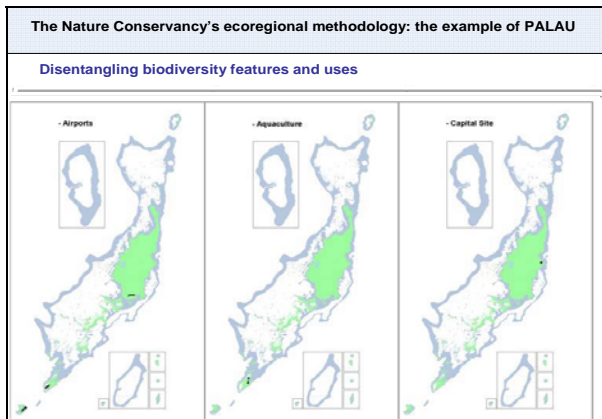 The Nature Conservancy's ecoregional methodology: the example of PALAU
Disentangling biodiversity features and uses
- Airports
- Aquaculture
- Capital Site